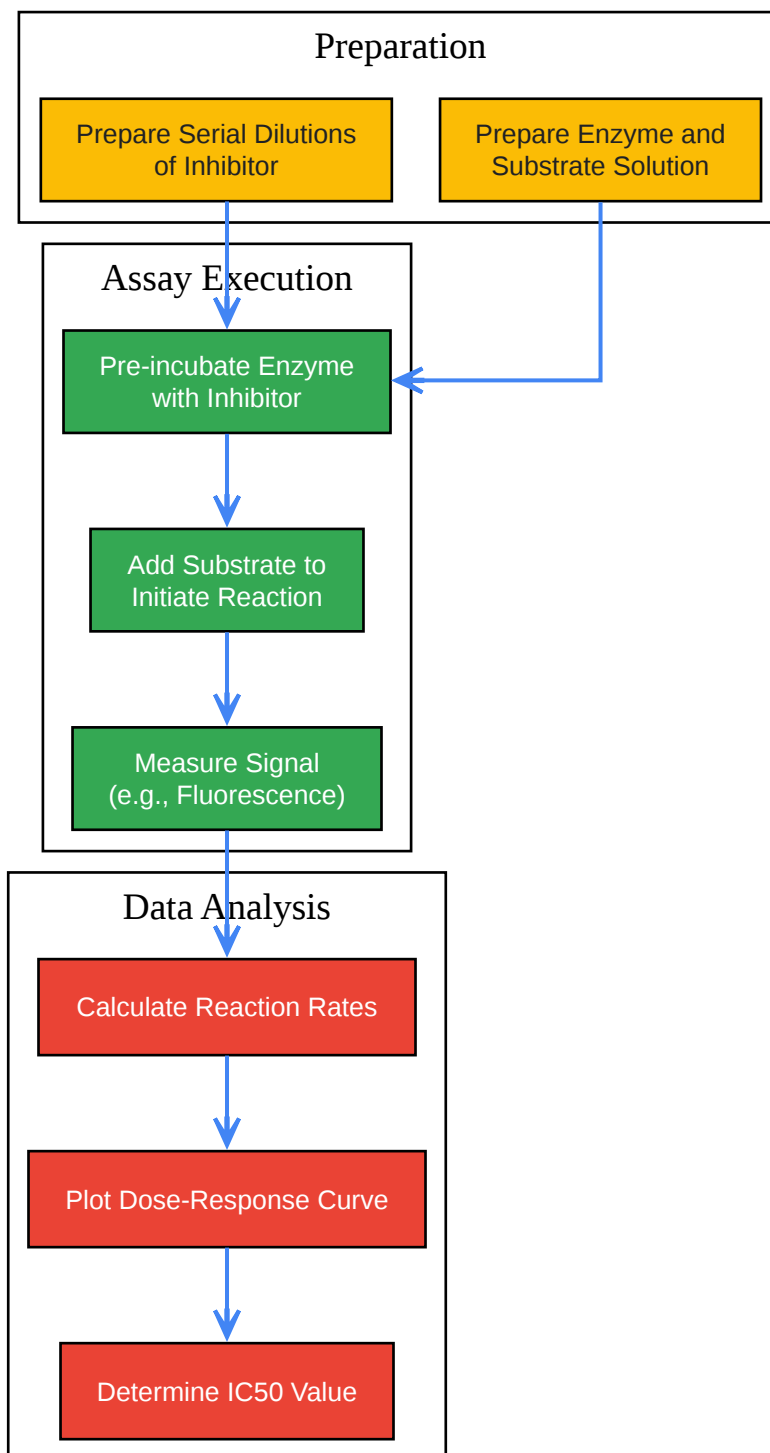 Preparation
Prepare Serial Dilutions
of Inhibitor
Prepare Enzyme and
Substrate Solution
Assay Execution
Pre-incubate Enzyme
with Inhibitor
Add Substrate to
Initiate Reaction
Measure Signal
(e.g., Fluorescence)
Data Analysis
Calculate Reaction Rates
Plot Dose-Response Curve
Determine IC50 Value